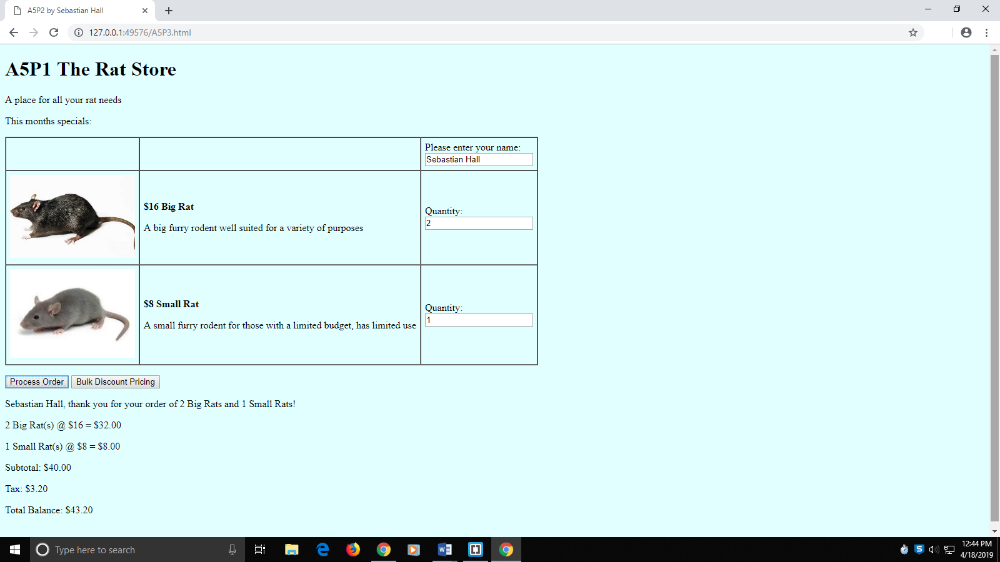 A5P2 by Sebastian Hall
127.0.0.1:49576/A5P3.html
A5P1 The Rat Store
A place for all your rat needs
This months specials:
Please enter your name:
Sebastian Hall
$16 Big Rat
A big furry rodent well suited for a variety of purposes
Quantity:
2
$8 Small Rat
A small furry rodent for those with a limited budget, has limited use
Quantity:
1
Process Order Bulk Discount Pricing
Sebastian Hall, thank you for your order of 2 Big Rats and 1 Small Rats!
2 Big Rat(s) @ $16 = $32.00
1 Small Rat(s) @ $8 = $8.00
Subtotal: $40.00
Tax: $3.20
Total Balance: $43.20
Type here to search
12:44 PM
4/18/2019